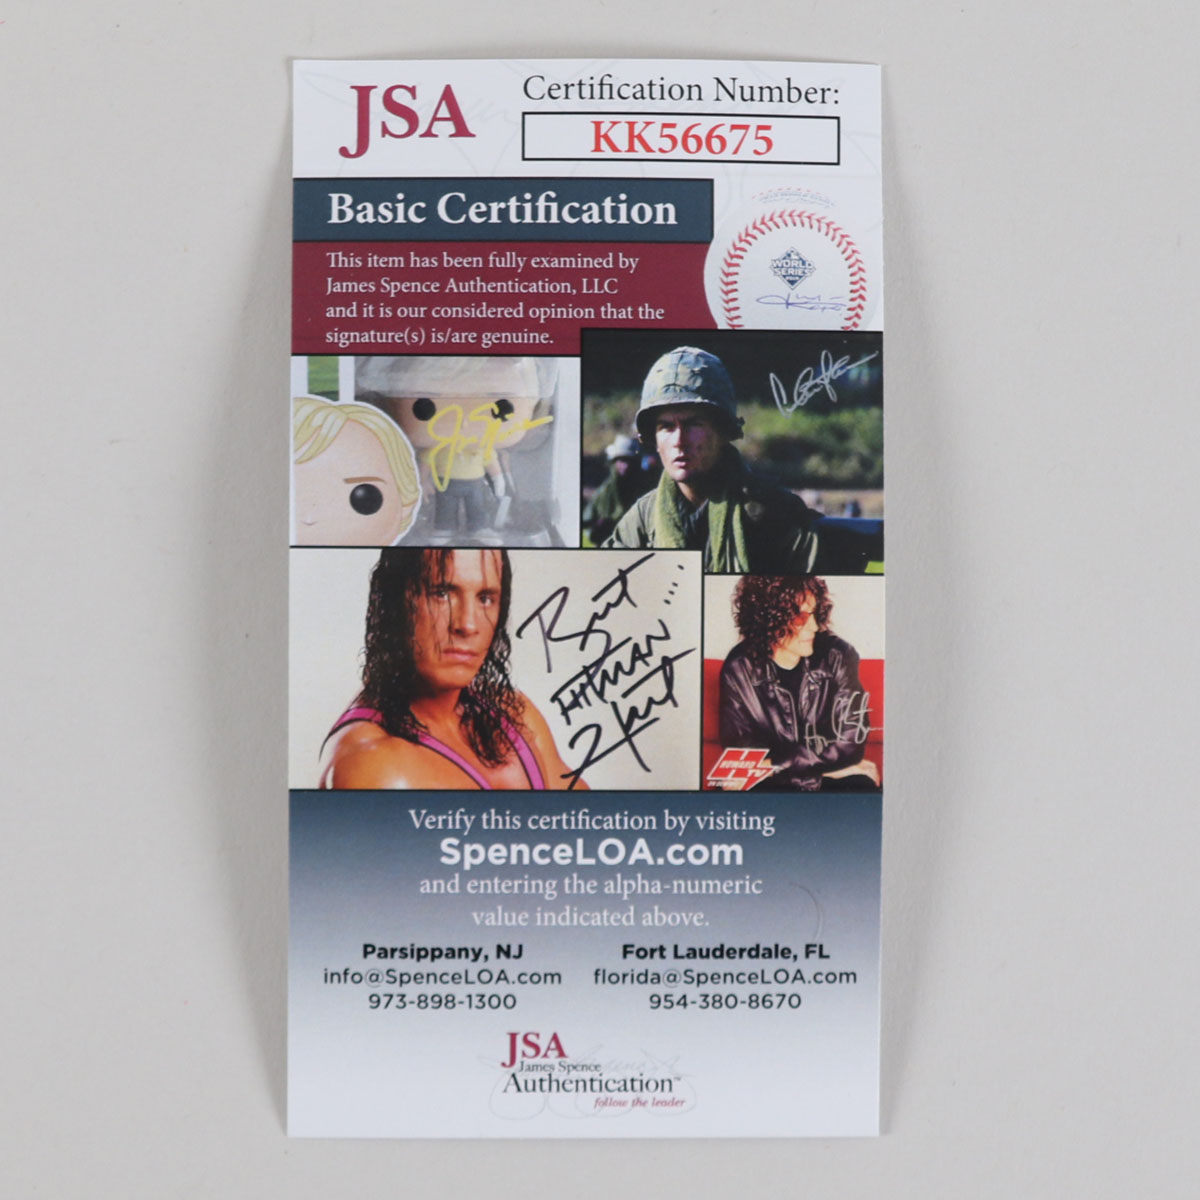 JSA
Certification Number:
KK56675
Basic Certification
This item has been fully examined by
James Spence Authentication, LLC
and it is our considered opinion that the
signature(s) is/are genuine.
WORLD
SERIES
Bret
HITMAN
Hart
HOWARD
TV
Verify this certification by visiting
SpenceLOA.com
and entering the alpha-numeric
value indicated above.
Parsippany, NJ
info@SpenceLOA.com
973-898-1300
Fort Lauderdale, FL
florida@SpenceLOA.com
954-380-8670
JSA
James Spence
Authentication™
follow the leader